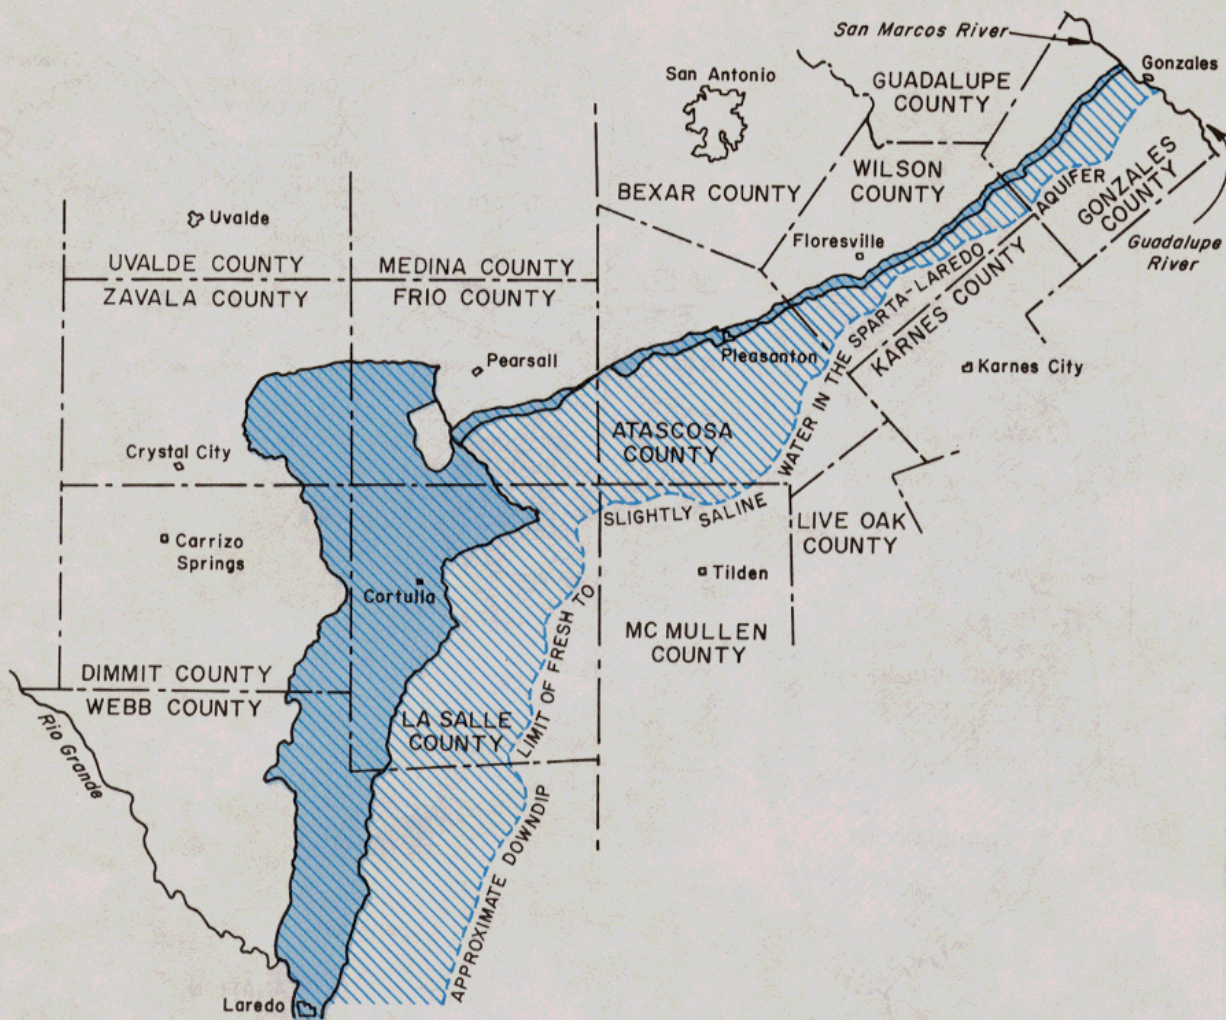 San Marcos River
Gonzales
San Antonio
GUADALUPE
COUNTY
WILSON
COUNTY
BEXAR COUNTY
GONZALES
COUNTY
Guadalupe
River
Floresville
Uvalde
UVALDE COUNTY
ZAVALA COUNTY
MEDINA COUNTY
FRIO COUNTY
Pearsall
Pleasanton
KARNES COUNTY
Karnes City
ATASCOSA
COUNTY
Crystal City
Carrizo
Springs
Cortulla
LIVE OAK
COUNTY
Tilden
MC MULLEN
COUNTY
DIMMIT COUNTY
WEBB COUNTY
LA SALLE
COUNTY
Rio Grande
Laredo
APPROXIMATE DOWNDIP LIMIT OF FRESH TO SLIGHTLY SALINE WATER IN THE SPARTA-LAREDO AQUIFER